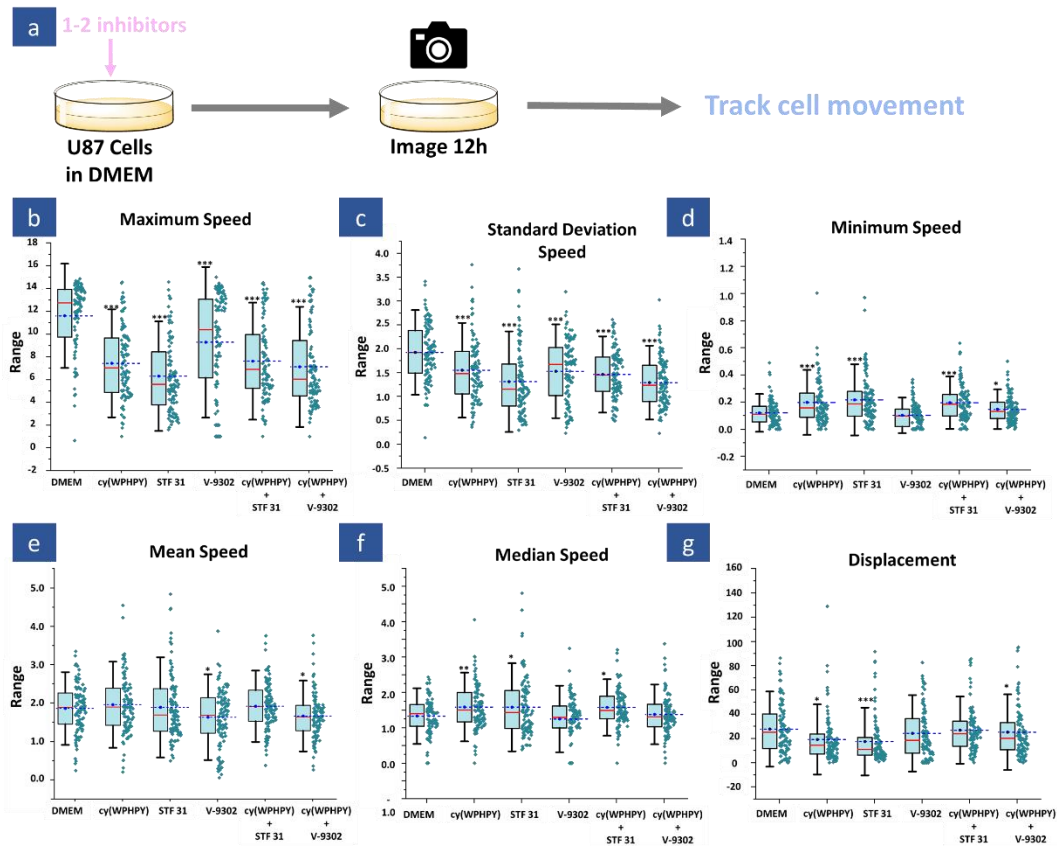 a
1-2 inhibitors
U87 Cells
in DMEM
Image 12h
Track cell movement
b
Maximum Speed
Range
18
16
14
12
10
8
6
4
2
0
-2
***
***
***
***
***
DMEM
cy(WPHPY)
STF 31
V-9302
cy(WPHPY)
+
STF 31
cy(WPHPY)
+
V-9302
c
Standard Deviation
Speed
Range
4.0
3.5
3.0
2.5
2.0
1.5
1.0
0.5
0.0
-0.5
***
***
***
***
***
DMEM
cy(WPHPY)
STF 31
V-9302
cy(WPHPY)
+
STF 31
cy(WPHPY)
+
V-9302
d
Minimum Speed
Range
1.4
1.2
1.0
0.8
0.6
0.4
0.2
0.0
-0.2
***
***
***
*
DMEM
cy(WPHPY)
STF 31
V-9302
cy(WPHPY)
+
STF 31
cy(WPHPY)
+
V-9302
e
Mean Speed
Range
5.0
4.0
3.0
2.0
1.0
0.0
*
*
DMEM
cy(WPHPY)
STF 31
V-9302
cy(WPHPY)
+
STF 31
cy(WPHPY)
+
V-9302
f
Median Speed
Range
5.0
4.0
3.0
2.0
1.0
0.0
-
1.0
**
*
*
DMEM
cy(WPHPY)
STF 31
V-9302
cy(WPHPY)
+
STF 31
cy(WPHPY)
+
V-9302
g
Displacement
Range
160
140
120
100
80
60
40
20
0
-20
*
***
*
DMEM
cy(WPHPY)
STF 31
V-9302
cy(WPHPY)
+
STF 31
cy(WPHPY)
+
V-9302